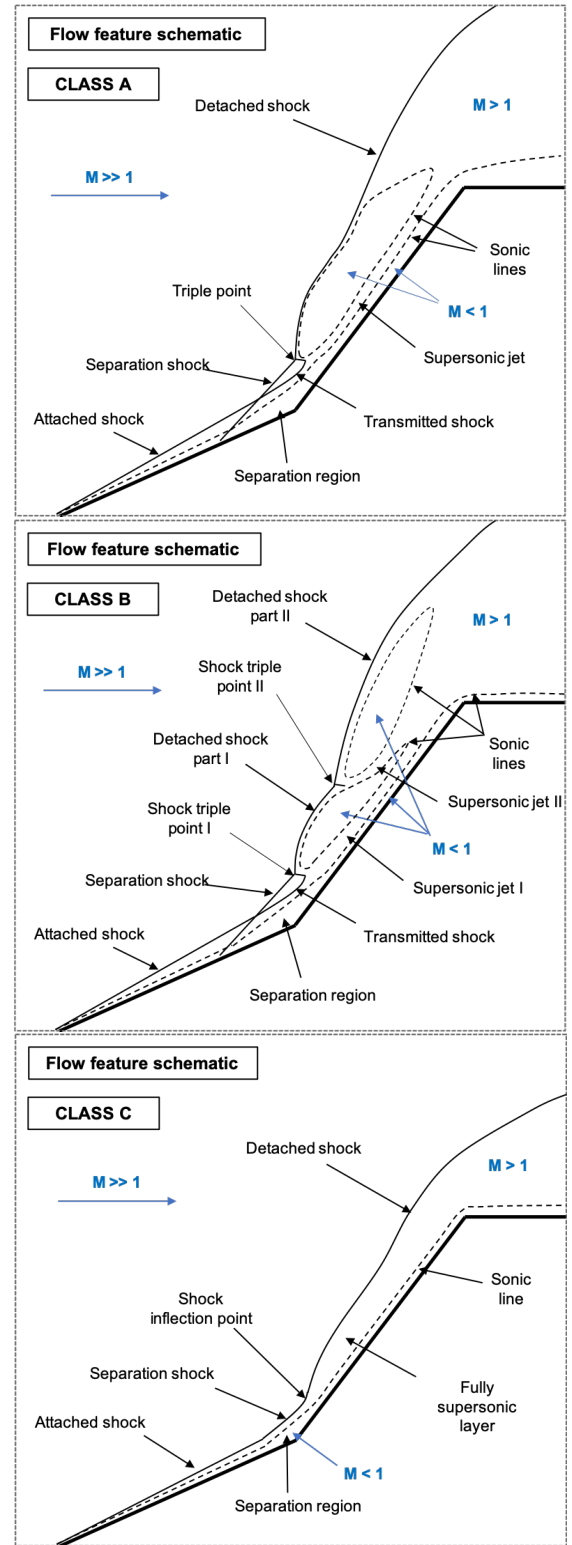 Flow feature schematic
CLASS A
Detached shock
M > 1
M >> 1
Sonic
lines
Triple point
M < 1
Supersonic jet
Separation shock
Attached shock
Transmitted shock
Separation region
Flow feature schematic
CLASS B
Detached shock
part II
M > 1
Shock triple
point II
M >> 1
Detached shock
part I
Sonic
lines
Supersonic jet II
Shock triple
point I
M < 1
Separation shock
Supersonic jet I
Attached shock
Transmitted shock
Separation region
Flow feature schematic
CLASS C
Detached shock
M > 1
M >> 1
Sonic
line
Shock
inflection point
Separation shock
Fully
supersonic
layer
Attached shock
M < 1
Separation region